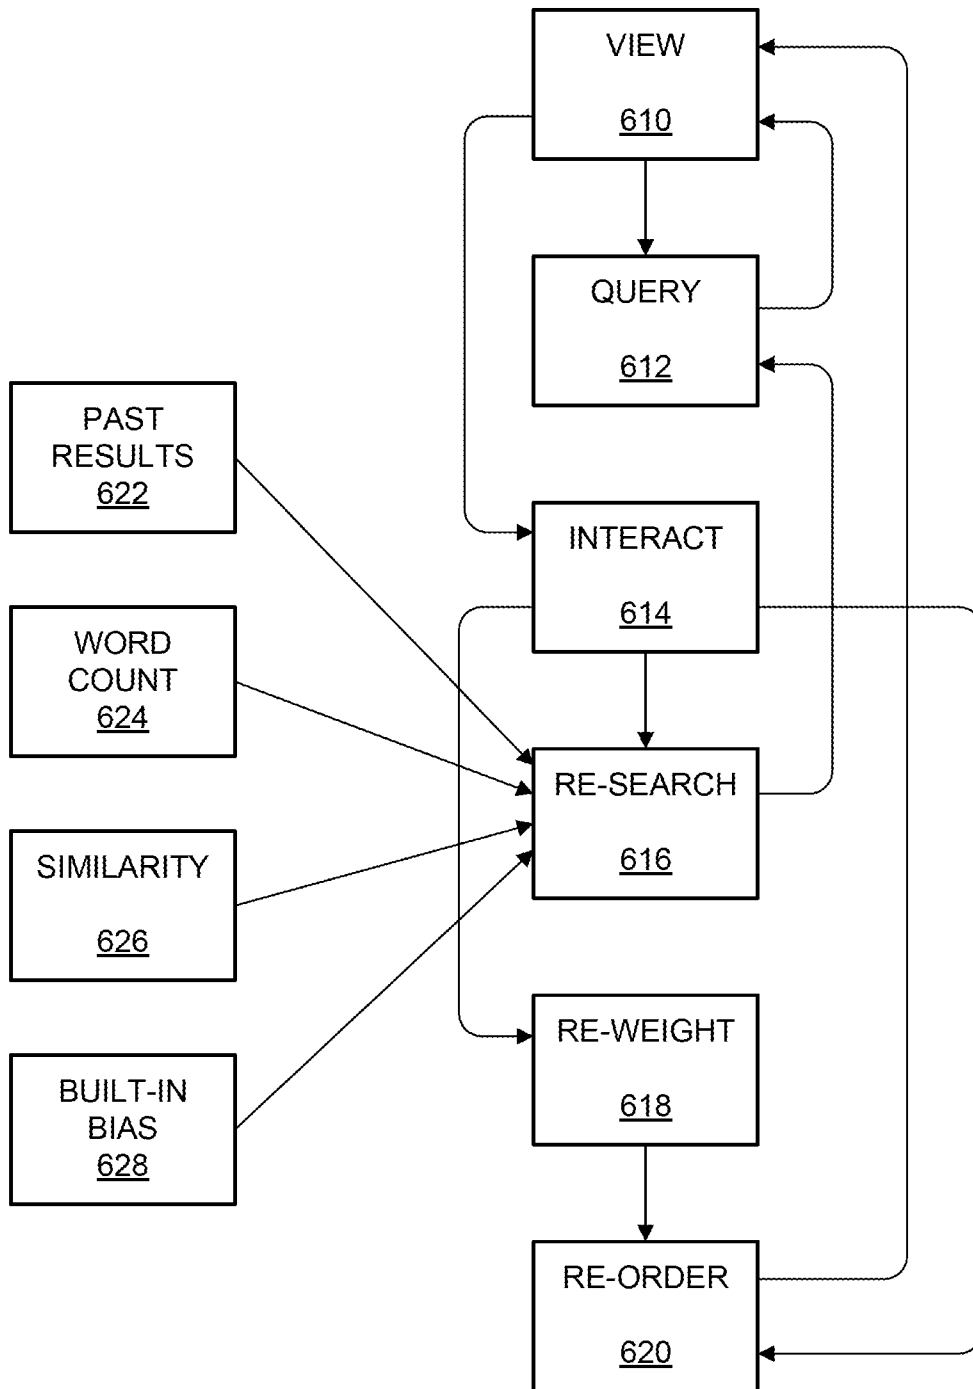 VIEW
610
QUERY
612
PAST
RESULTS
622
INTERACT
614
WORD
COUNT
624
RE-SEARCH
616
SIMILARITY
626
RE-WEIGHT
618
BUILT-IN
BIAS
628
RE-ORDER
620